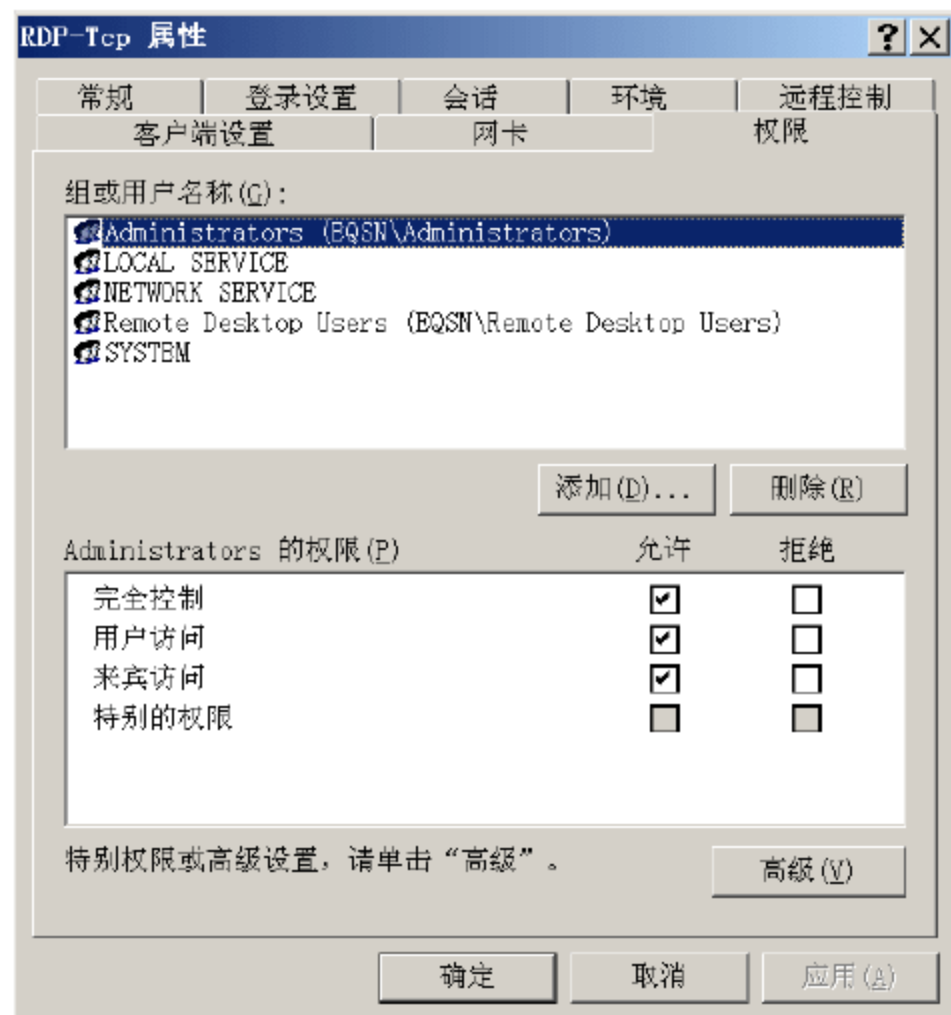 RDP-Tcp 属性
常规 登录设置 会话 环境 远程控制
客户端设置 网卡 权限
组或用户名称(G):
Administrators (EQSN\Administrators)
LOCAL SERVICE
NETWORK SERVICE
Remote Desktop Users (EQSN\Remote Desktop Users)
SYSTEM
添加(D)... 删除(R)
Administrators 的权限(P) 允许 拒绝
完全控制
用户访问
来宾访问
特别的权限
特别权限或高级设置，请单击“高级”。
高级(V)
确定 取消 应用(A)